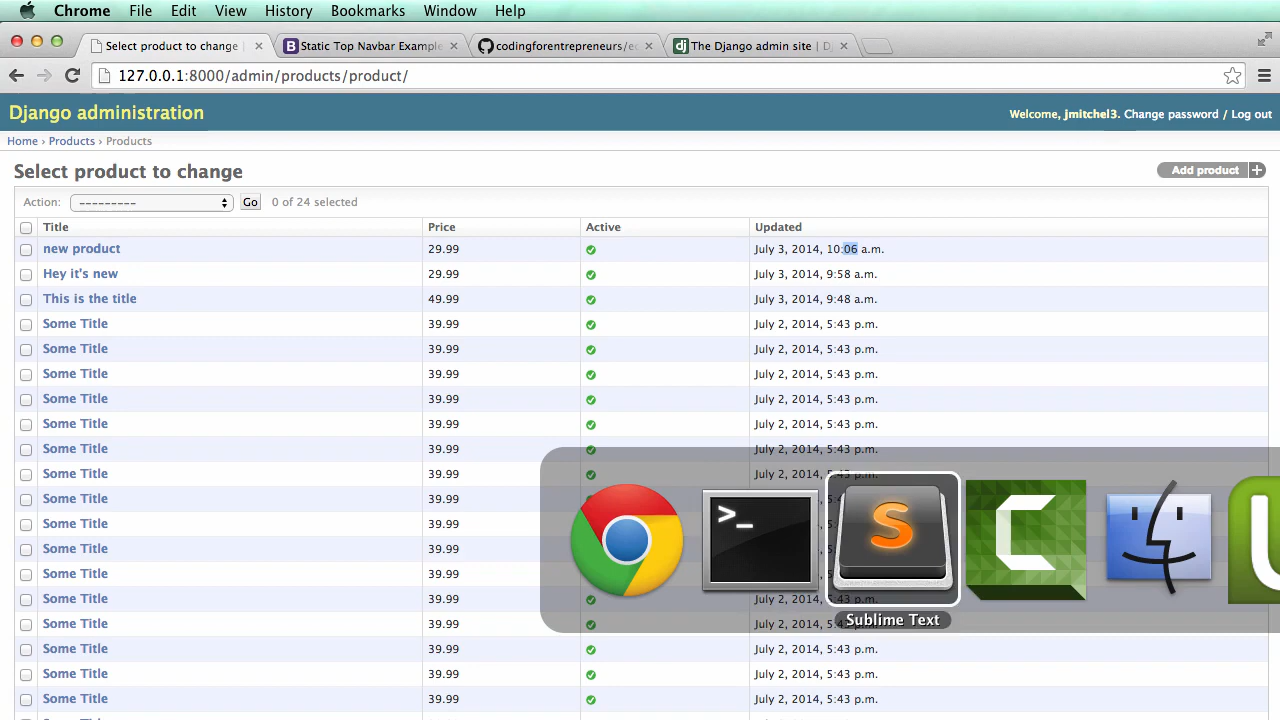 Chrome File Edit View History Bookmarks Window Help
Select product to change Static Top Navbar Example codingforentrepreneurs/ec The Django admin site | D
127.0.0.1:8000/admin/products/product/
Django administration Welcome, jmitchel3. Change password / Log out
Home › Products › Products
Select product to change Add product +
Action: --------- Go 0 of 24 selected
Title Price Active Updated
new product 29.99 July 3, 2014, 10:06 a.m.
Hey it's new 29.99 July 3, 2014, 9:58 a.m.
This is the title 49.99 July 3, 2014, 9:48 a.m.
Some Title 39.99 July 2, 2014, 5:43 p.m.
Some Title 39.99 July 2, 2014, 5:43 p.m.
Some Title 39.99 July 2, 2014, 5:43 p.m.
Some Title 39.99 July 2, 2014, 5:43 p.m.
Some Title 39.99 July 2, 2014, 5:43 p.m.
Some Title 39.99 July 2, 2014, 5:43 p.m.
Some Title 39.99 July 2, 2014, 5:43 p.m.
Some Title 39.99
Some Title 39.99
Some Title 39.99
Some Title 39.99
Some Title 39.99 July 2, 2014, 5:43 p.m.
Some Title 39.99
Sublime Text
Some Title 39.99 July 2, 2014, 5:43 p.m.
Some Title 39.99 July 2, 2014, 5:43 p.m.
Some Title 39.99 July 2, 2014, 5:43 p.m.